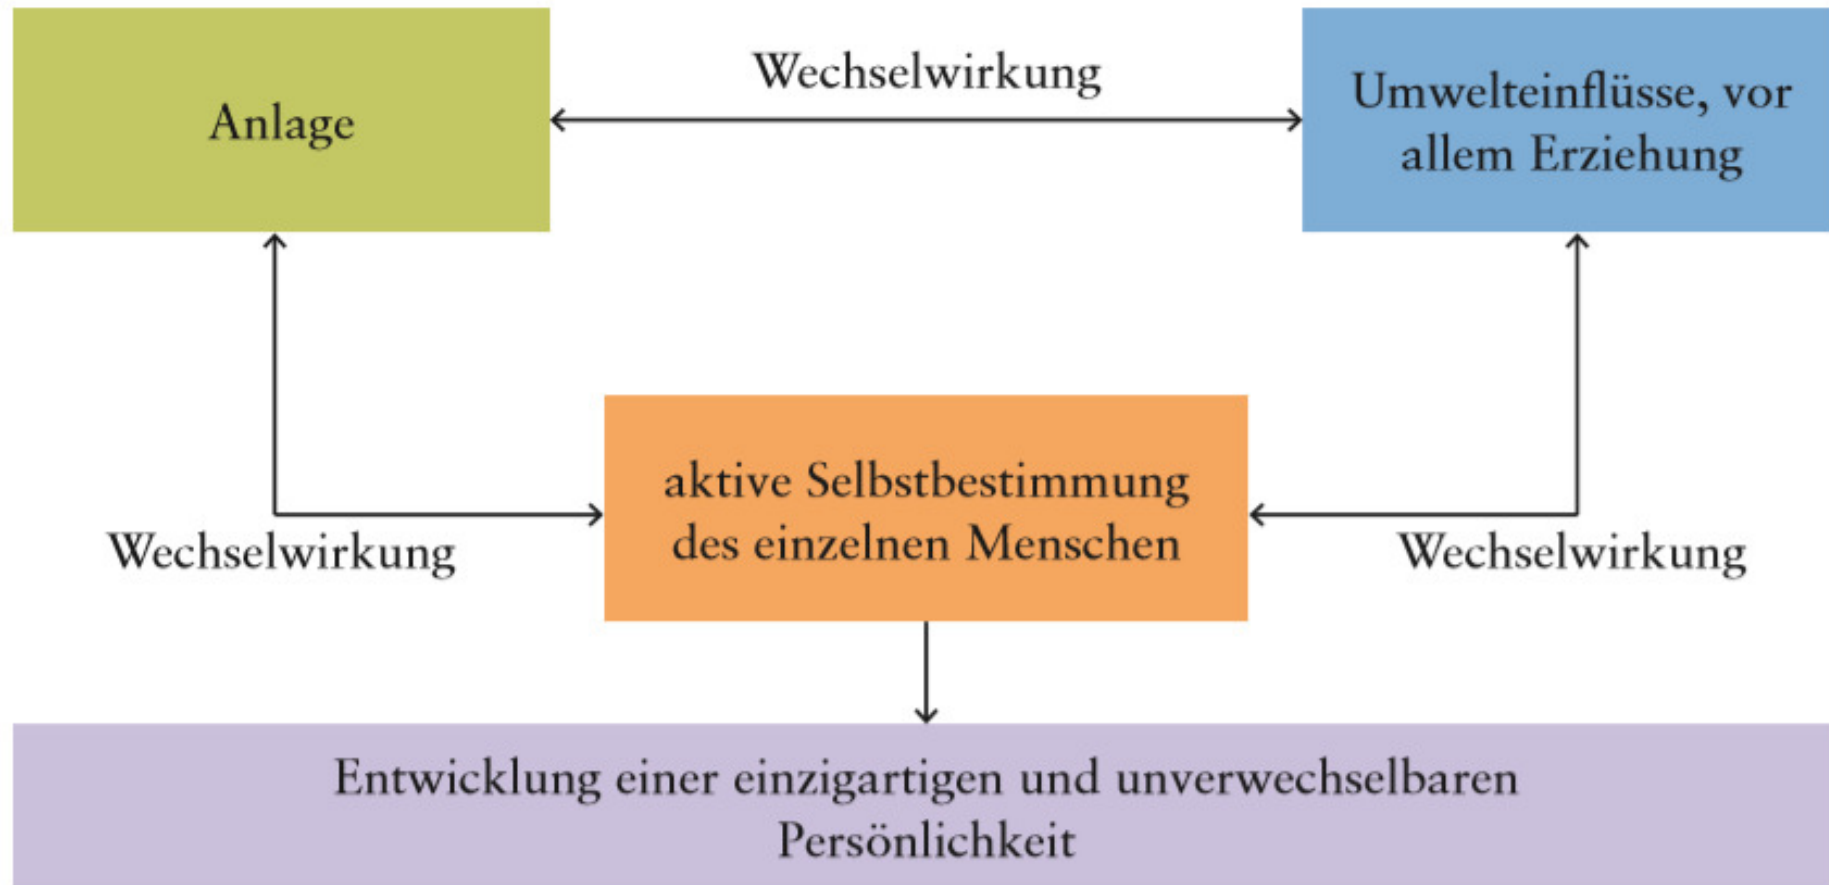 Anlage
Wechselwirkung
Umwelteinflüsse, vor
allem Erziehung
Wechselwirkung
aktive Selbstbestimmung
des einzelnen Menschen
Wechselwirkung
Entwicklung einer einzigartigen und unverwechselbaren
Persönlichkeit